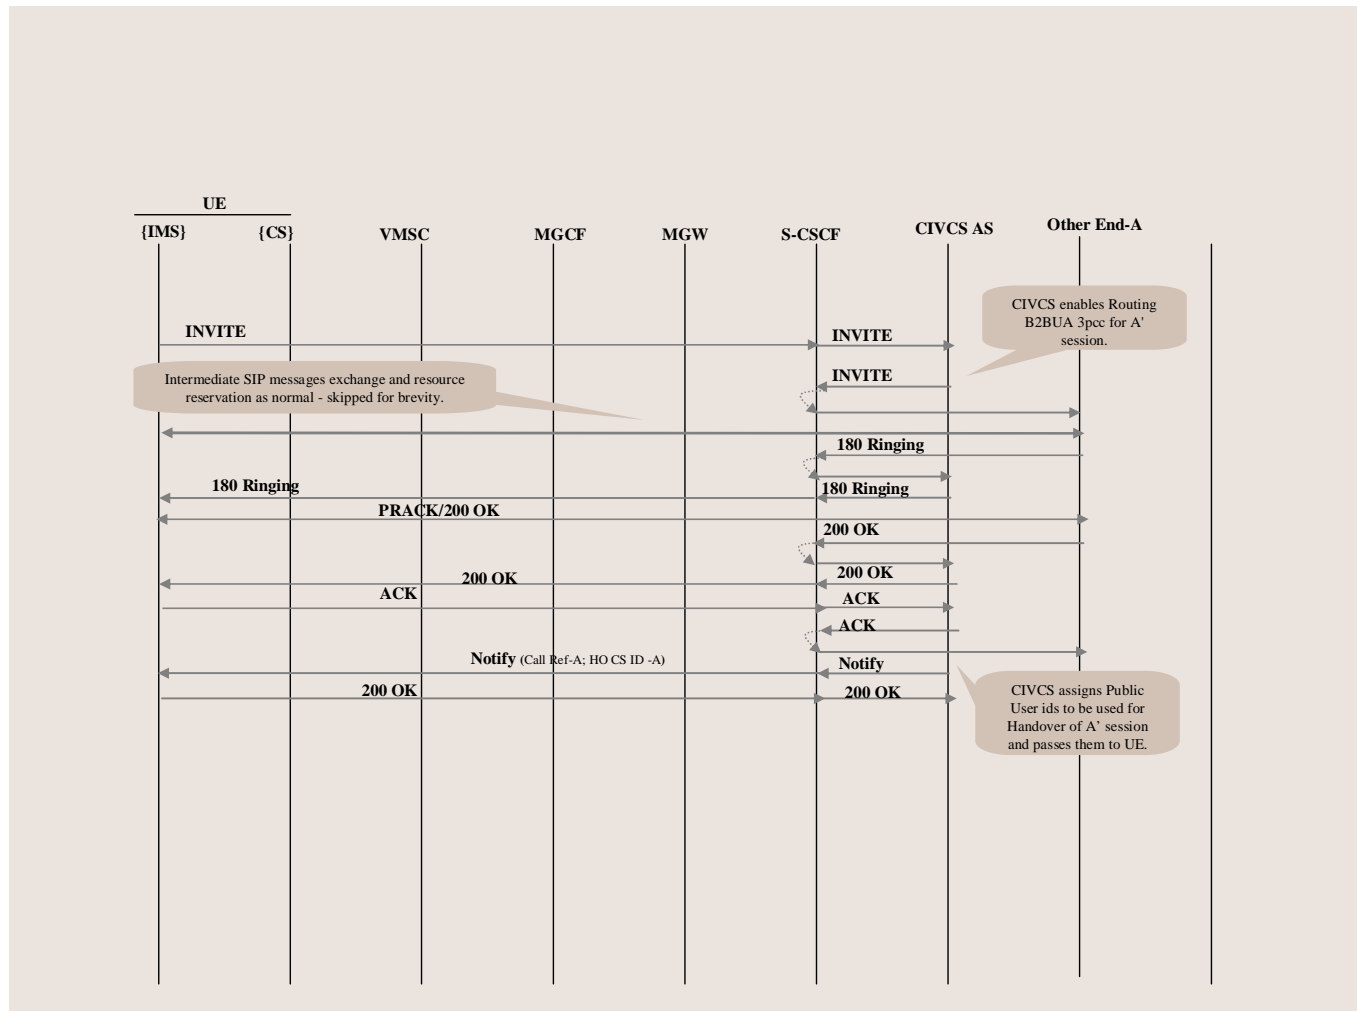 UE
{IMS}
{CS}
VMSC
MGCF
MGW
S-CSCF
CIVCS AS
Other End-A
CIVCS enables Routing
B2BUA 3pcc for A'
session.
INVITE
INVITE
Intermediate SIP messages exchange and resource
reservation as normal - skipped for brevity.
INVITE
180 Ringing
180 Ringing
180 Ringing
PRACK/200 OK
200 OK
200 OK
200 OK
ACK
ACK
ACK
Notify (Call Ref-A; HO CS ID -A)
Notify
200 OK
200 OK
CIVCS assigns Public
User ids to be used for
Handover of A’ session
and passes them to UE.